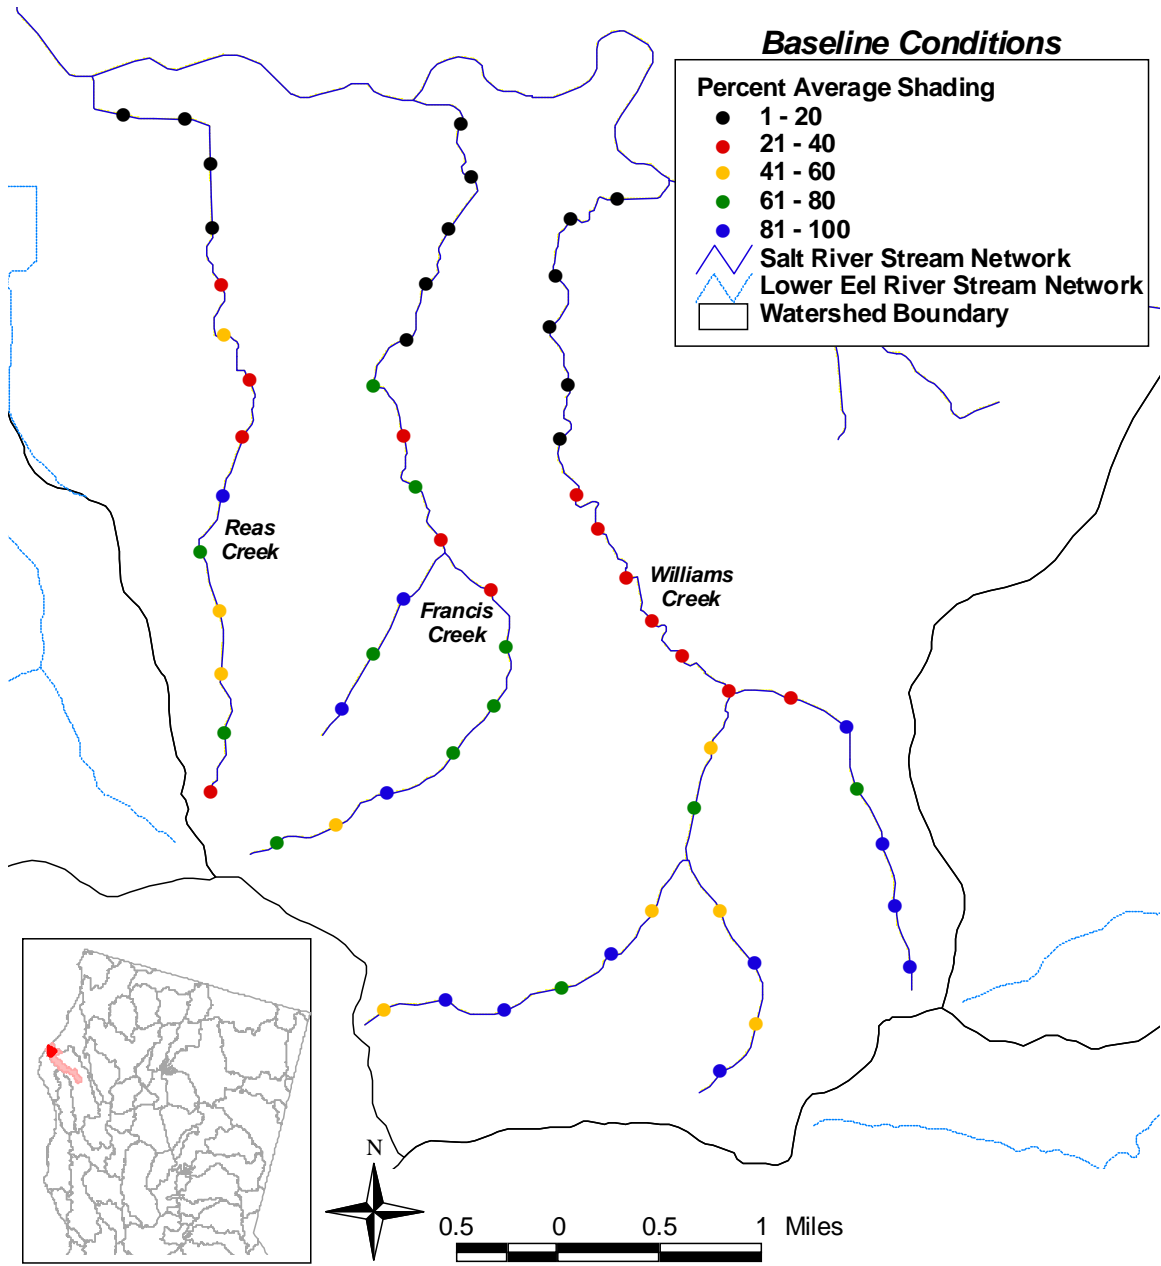 Baseline Conditions
Percent Average Shading
1 - 20
21 - 40
41 - 60
61 - 80
81 - 100
Salt River Stream Network
Lower Eel River Stream Network
Watershed Boundary
Reas
Creek
Francis
Creek
Williams
Creek
N
0.5 0 0.5 1 Miles